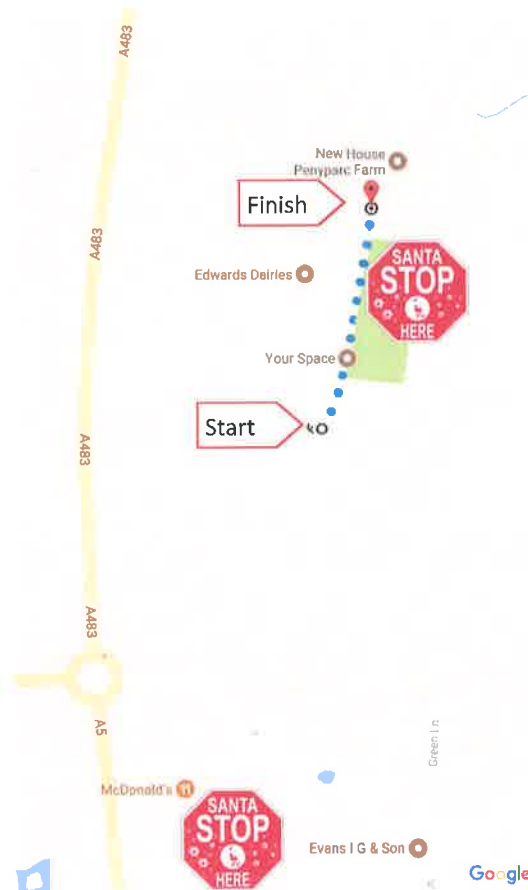 A483
New House
Penyparc Farm
Finish
A483
SANTA
STOP
HERE
Edwards Dairies
Your Space
Start
A483
A483
A5
Green Ln
McDonald's
SANTA
STOP
HERE
Evans I G & Son
Google